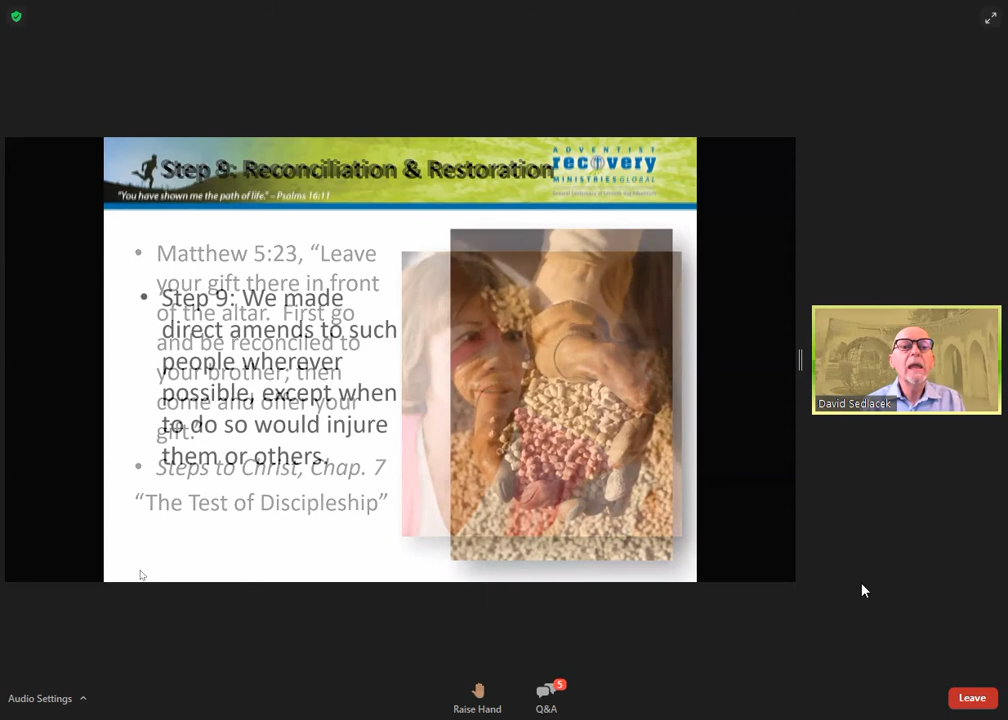 Step 8: Reconciliation & Restoration
ADVENTIST
recovery
MINISTRIES GLOBAL
"You have shown me the path of life." – Psalms 16:11
• Matthew 5:23, "Leave
your gift there in front
of the altar. First go
and be reconciled to
your brother; then
come and offer your
gift."
• Steps to Christ, Chap. 7
"The Test of Discipleship"
• Step 9: We made
direct amends to such
people wherever
possible, except when
to do so would injure
them or others.
David Sedlacek
Audio Settings
Raise Hand
5
Q&A
Leave